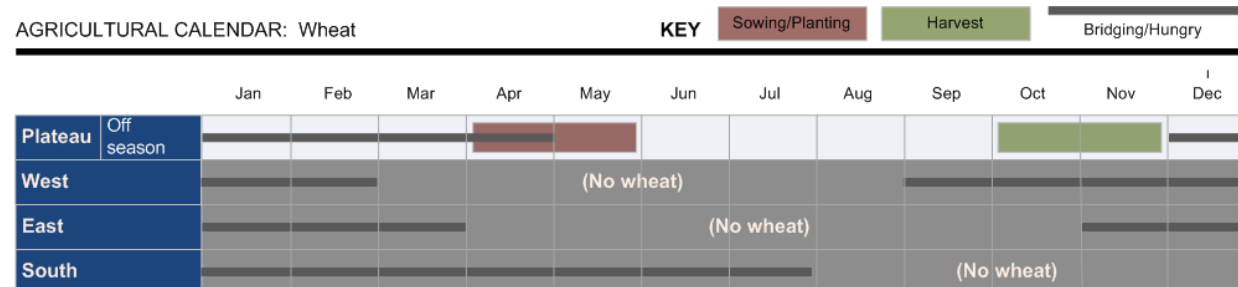 AGRICULTURAL CALENDAR: Wheat
KEY
Sowing/Planting
Harvest
Bridging/Hungry
Jan Feb Mar Apr May Jun Jul Aug Sep Oct Nov Dec
Plateau
Off
season
West
(No wheat)
East
(No wheat)
South
(No wheat)